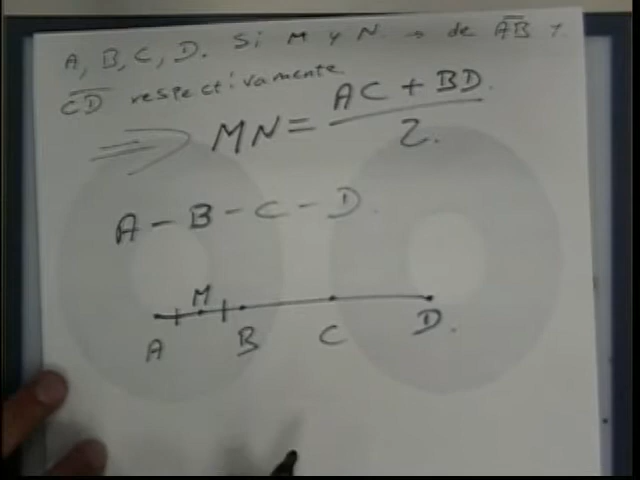 A, B, C, D. Si M y N → de AB y
CD respectivamente
⇒ MN = AC + BD / 2.
A - B - C - D.
M
A B C D.